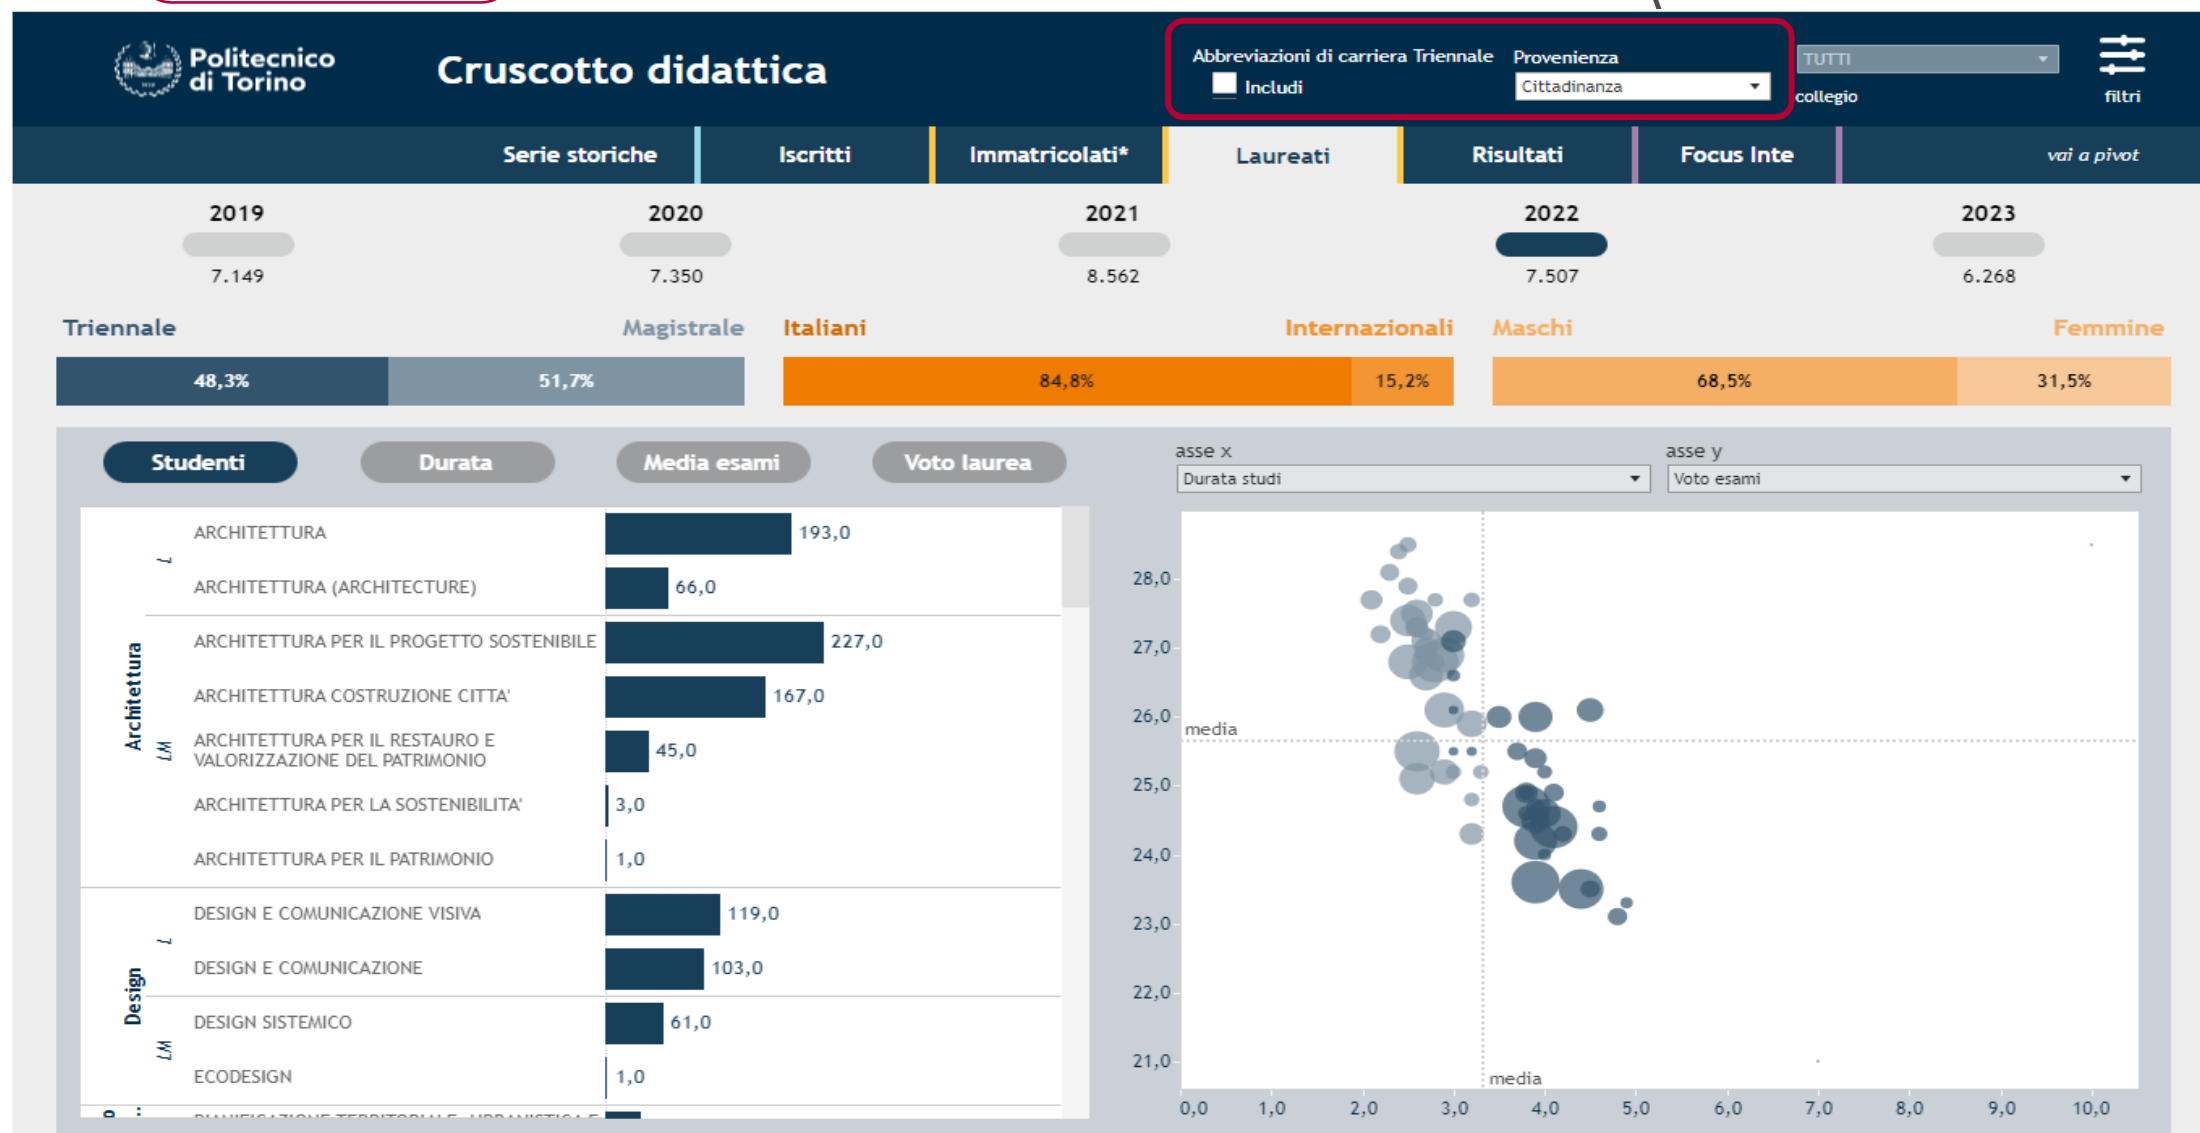 Politecnico
di Torino
Cruscotto didattica
Abbreviazioni di carriera Triennale
Includi
Provenienza
Cittadinanza
TUTTI
collegio
filtri
Serie storiche
Iscritti
Immatricolati*
Laureati
Risultati
Focus Inte
vai a pivot
2019
2020
2021
2022
2023
7.149
7.350
8.562
7.507
6.268
Triennale
Magistrale
Italiani
Internazionali
Maschi
Femmine
48,3%
51,7%
84,8%
15,2%
68,5%
31,5%
Studenti
Durata
Media esami
Voto laurea
Architettura
L
ARCHITETTURA
193,0
ARCHITETTURA (ARCHITECTURE)
66,0
LM
ARCHITETTURA PER IL PROGETTO SOSTENIBILE
227,0
ARCHITETTURA COSTRUZIONE CITTA'
167,0
ARCHITETTURA PER IL RESTAURO E
VALORIZZAZIONE DEL PATRIMONIO
45,0
ARCHITETTURA PER LA SOSTENIBILITA'
3,0
ARCHITETTURA PER IL PATRIMONIO
1,0
Design
L
DESIGN E COMUNICAZIONE VISIVA
119,0
DESIGN E COMUNICAZIONE
103,0
LM
DESIGN SISTEMICO
61,0
ECODESIGN
1,0
asse x
Durata studi
asse y
Voto esami
28,0
27,0
26,0
media
25,0
24,0
23,0
22,0
21,0
media
0,0
1,0
2,0
3,0
4,0
5,0
6,0
7,0
8,0
9,0
10,0